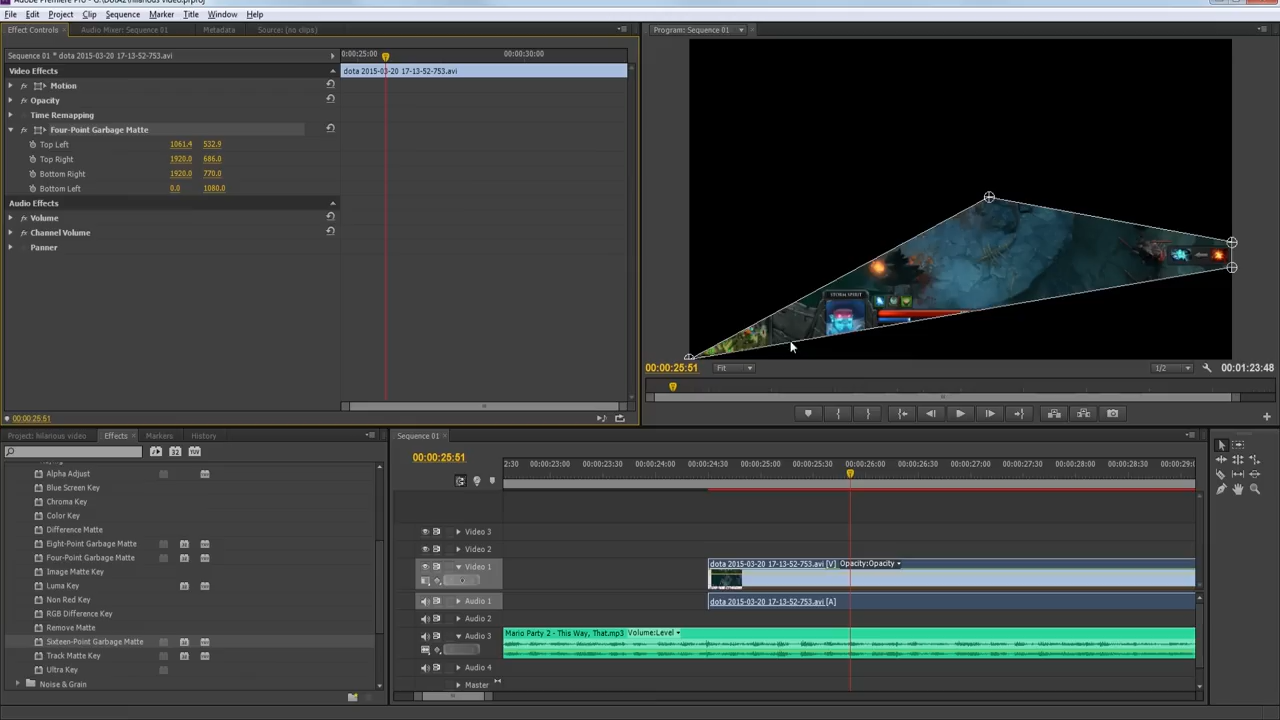 Adobe Premiere Pro - G:\DotA2\hilarious video.prproj
File Edit Project Clip Sequence Marker Title Window Help
Effect Controls Audio Mixer: Sequence 01 Metadata Source: (no clips)
Program: Sequence 01
Sequence 01 * dota 2015-03-20 17-13-52-753.avi
0:00:25:00 00:00:30:00
Video Effects
dota 2015-03-20 17-13-52-753.avi
fx Motion
fx Opacity
Time Remapping
fx Four-Point Garbage Matte
Top Left 1061.4 532.9
Top Right 1920.0 686.0
Bottom Right 1920.0 770.0
Bottom Left 0.0 1080.0
Audio Effects
fx Volume
fx Channel Volume
Panner
STORM SPIRIT
00:00:25:51 Fit 1/2 00:01:23:48
00:00:25:51
Project: hilarious video Effects Markers History
Sequence 01
Alpha Adjust
Blue Screen Key
Chroma Key
Color Key
Difference Matte
Eight-Point Garbage Matte
Four-Point Garbage Matte
Image Matte Key
Luma Key
Non Red Key
RGB Difference Key
Remove Matte
Sixteen-Point Garbage Matte
Track Matte Key
Ultra Key
Noise & Grain
00:00:25:51
2:30 00:00:23:00 00:00:23:30 00:00:24:00 00:00:24:30 00:00:25:00 00:00:25:30 00:00:26:00 00:00:26:30 00:00:27:00 00:00:27:30 00:00:28:00 00:00:28:30 00:00:29:0
Video 3
Video 2
Video 1 dota 2015-03-20 17-13-52-753.avi [V] Opacity:Opacity
Audio 1 dota 2015-03-20 17-13-52-753.avi [A]
Audio 2
Audio 3 Mario Party 2 - This Way, That.mp3 Volume:Level
Audio 4
Master